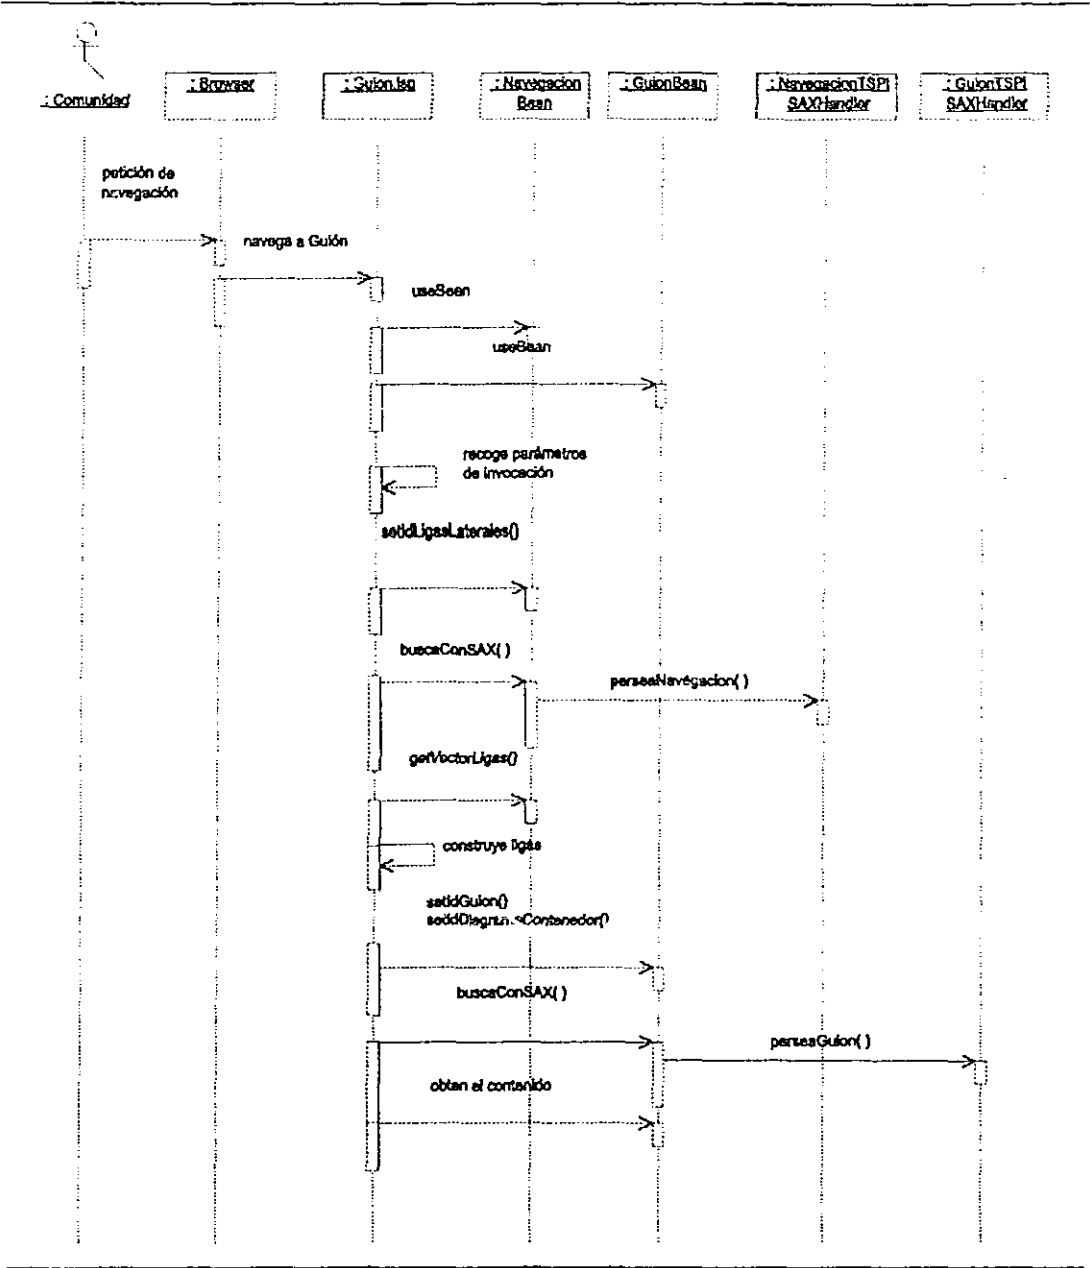 : Comunidad
: Browser
: Guion.jsp
: Navegacion
Bean
: GuionBean
: NavegacionTSPI
SAXHandler
: GuionTSPI
SAXHandler
petición de
navegación
navega a Guión
useBean
useBean
recoge parámetros
de invocación
setIdLigasLaterales()
buscaConSAX( )
parseaNavegacion( )
getVectorLigas()
construye ligas
setIdGuion()
buscaConSAX( )
parseaGuion( )
obten el contenido